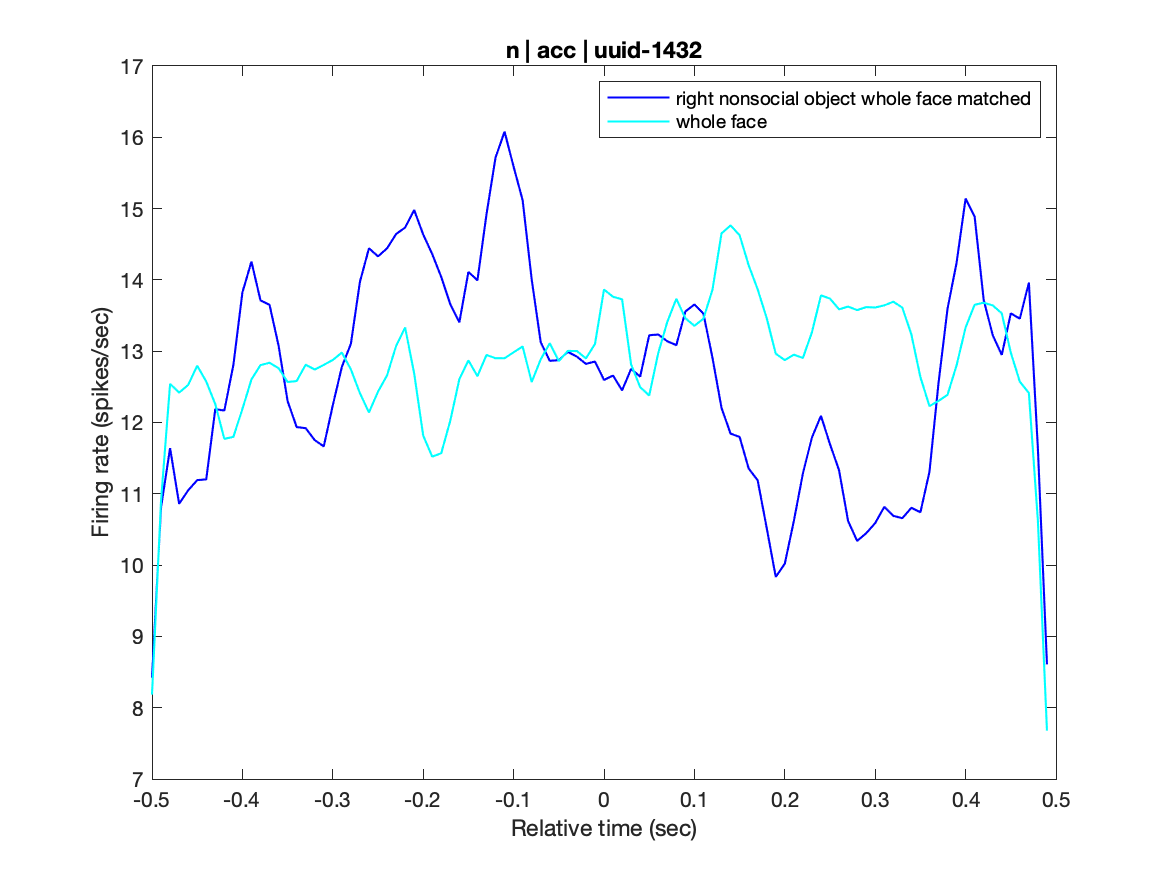 n | acc | uuid-1432
17
16
15
14
13
12
11
10
9
8
7
Firing rate (spikes/sec)
right nonsocial object whole face matched
whole face
-0.5 -0.4 -0.3 -0.2 -0.1 0 0.1 0.2 0.3 0.4 0.5
Relative time (sec)